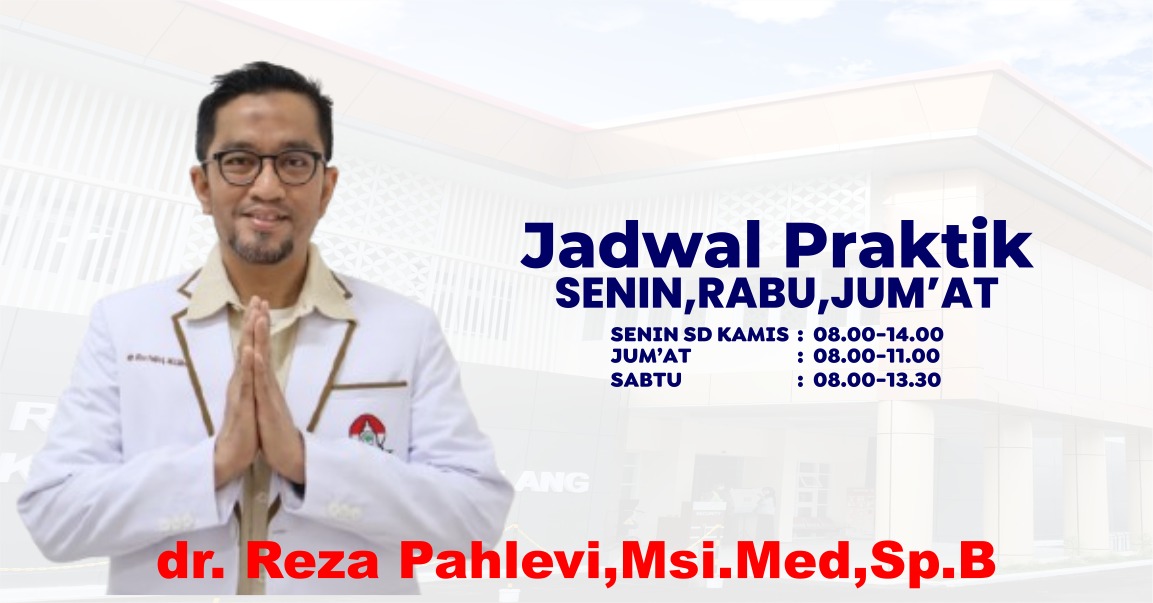 Jadwal Praktik
SENIN,RABU,JUM’AT
SENIN SD KAMIS : 08.00-14.00
JUM’AT : 08.00-11.00
SABTU : 08.00-13.30
dr. Reza Pahlevi,Msi.Med,Sp.B